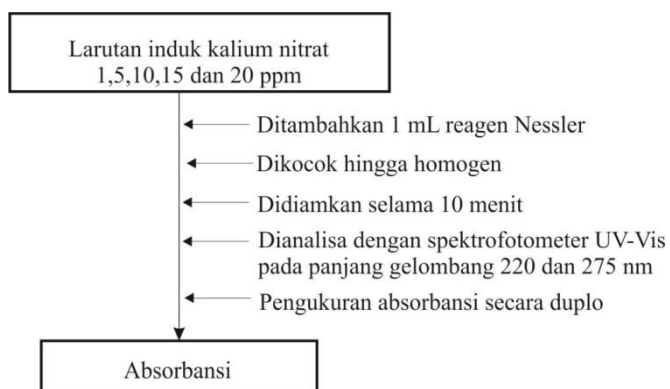 Larutan induk kalium nitrat
1,5,10,15 dan 20 ppm
Ditambahkan 1 mL reagen Nessler
Dikocok hingga homogen
Didiamkan selama 10 menit
Dianalisa dengan spektrofotometer UV-Vis
pada panjang gelombang 220 dan 275 nm
Pengukuran absorbansi secara duplo
Absorbansi